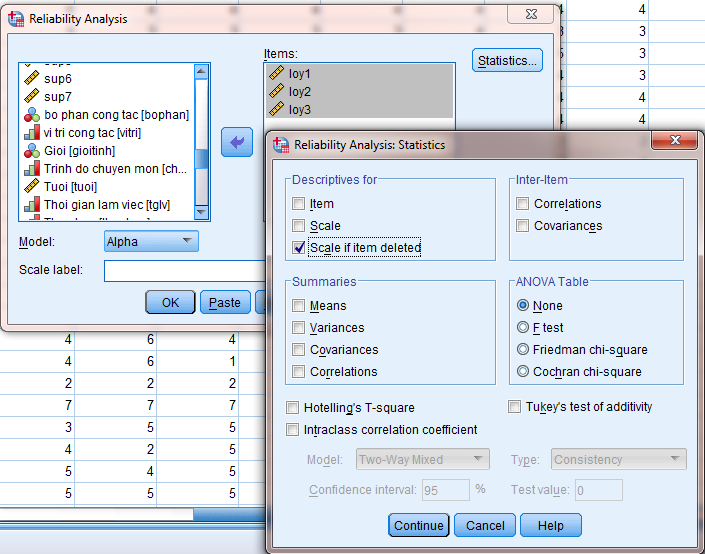 Reliability Analysis
Items:
sup6
sup7
bo phan cong tac [bophan]
vi tri cong tac [vitri]
Gioi [gioitinh]
Trinh do chuyen mon [ch...
Tuoi [tuoi]
Thoi gian lam viec [tglv]
loy1
loy2
loy3
Statistics...
Model:
Alpha
Scale label:
OK
Paste
4 4
3
3
4 3
4 4
4 4
4 6 4
4 6 1
2 2 2
7 7 7
3 5 5
4 2 5
5 4 5
5 5 5
Reliability Analysis: Statistics
Descriptives for
Item
Scale
Scale if item deleted
Inter-Item
Correlations
Covariances
Summaries
Means
Variances
Covariances
Correlations
ANOVA Table
None
F test
Friedman chi-square
Cochran chi-square
Hotelling's T-square
Tukey's test of additivity
Intraclass correlation coefficient
Model: Two-Way Mixed Type: Consistency
Confidence interval: 95 % Test value: 0
Continue Cancel Help